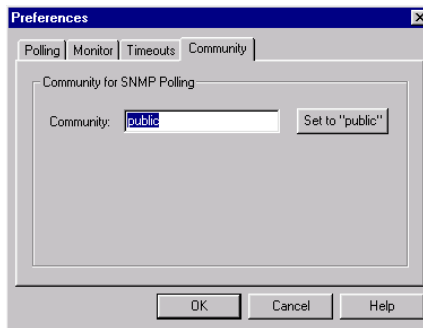 Preferences
Polling Monitor Timeouts Community
Community for SNMP Polling
Community: public Set to "public"
OK Cancel Help